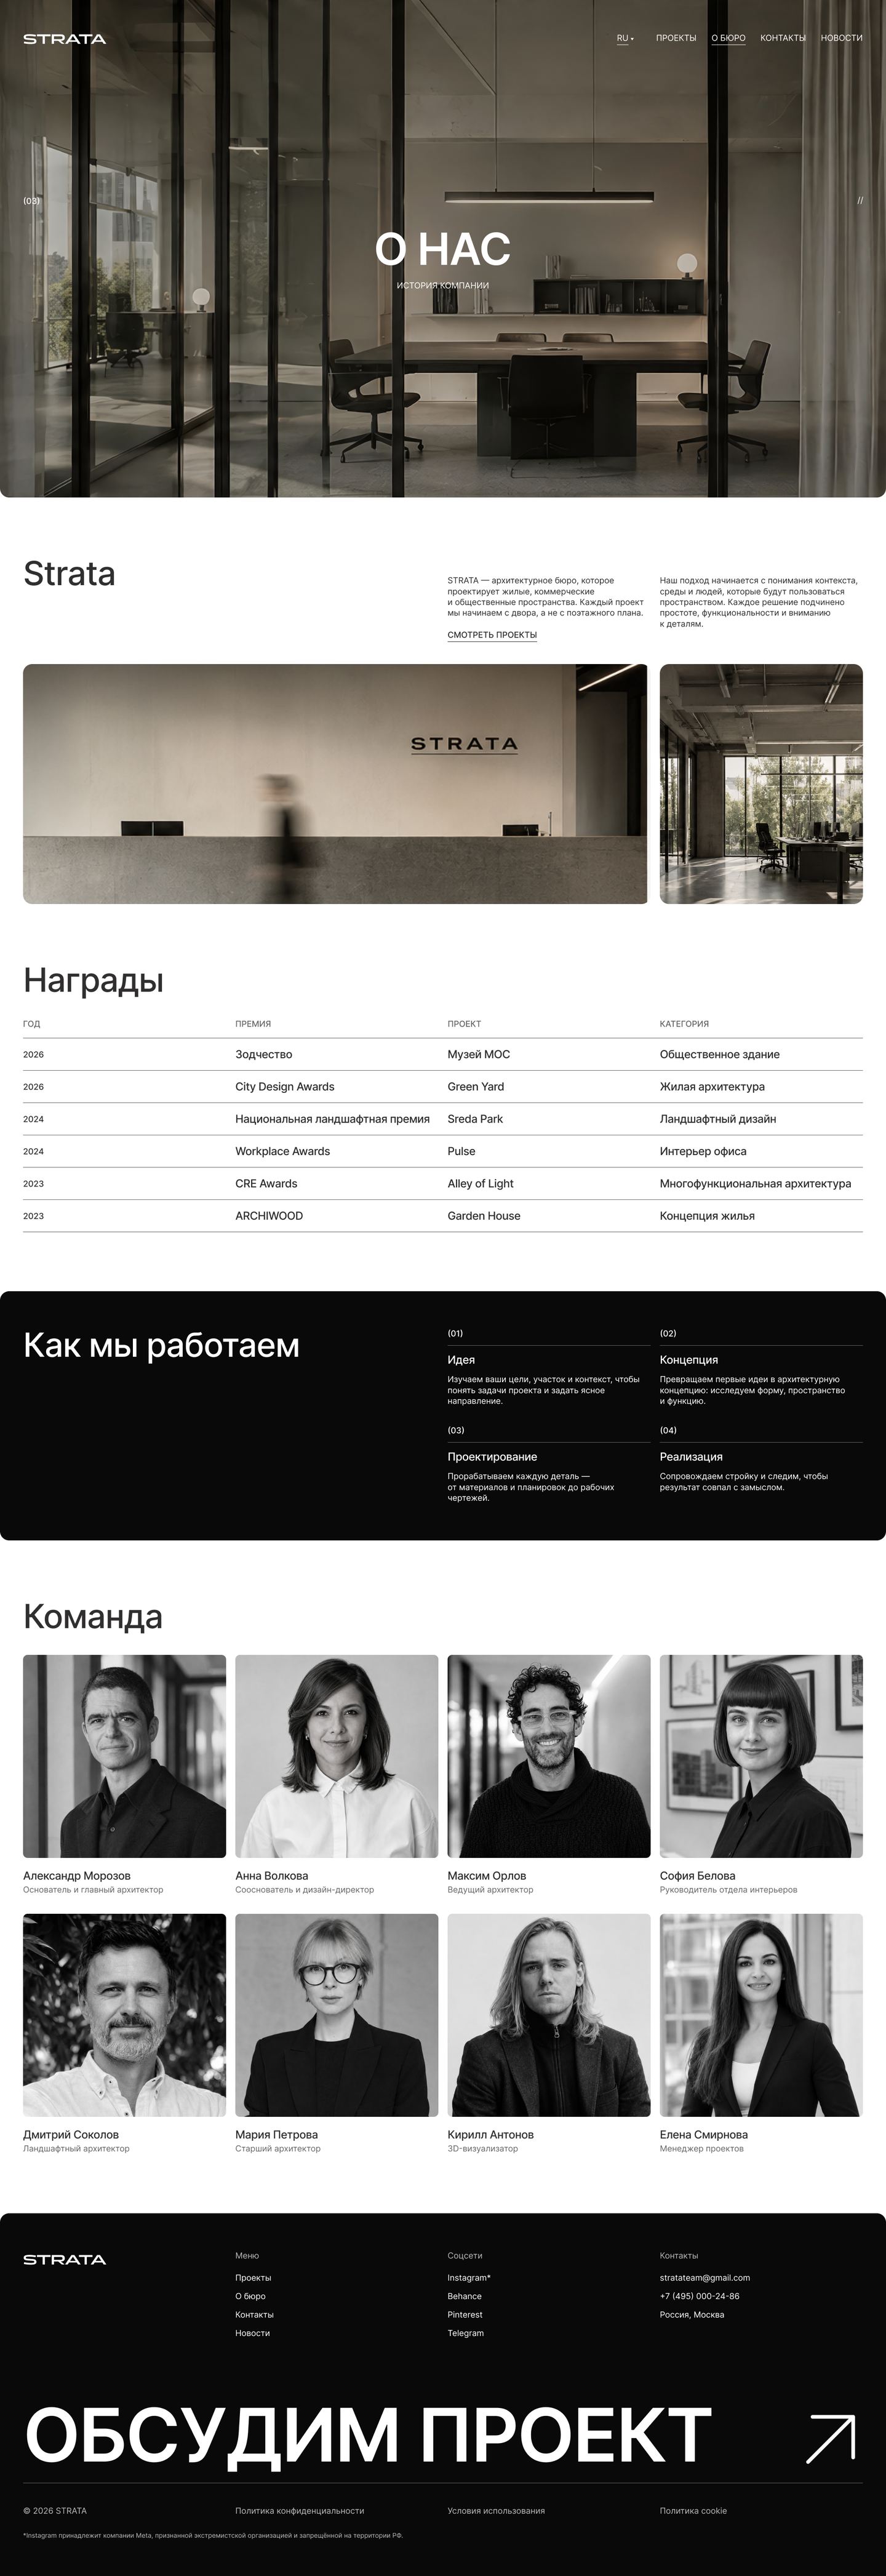 STRATA
RU
ПРОЕКТЫ
О БЮРО
КОНТАКТЫ
НОВОСТИ
(03)
//
О НАС
ИСТОРИЯ КОМПАНИИ
Strata
STRATA — архитектурное бюро, которое
проектирует жилые, коммерческие
и общественные пространства. Каждый проект
мы начинаем с двора, а не с поэтажного плана.
СМОТРЕТЬ ПРОЕКТЫ
Наш подход начинается с понимания контекста,
среды и людей, которые будут пользоваться
пространством. Каждое решение подчинено
простоте, функциональности и вниманию
к деталям.
STRATA
Награды
ГОД ПРЕМИЯ ПРОЕКТ КАТЕГОРИЯ
2026 Зодчество Музей МОС Общественное здание
2026 City Design Awards Green Yard Жилая архитектура
2024 Национальная ландшафтная премия Sreda Park Ландшафтный дизайн
2024 Workplace Awards Pulse Интерьер офиса
2023 CRE Awards Alley of Light Многофункциональная архитектура
2023 ARCHIWOOD Garden House Концепция жилья
Как мы работаем
(01)
Идея
Изучаем ваши цели, участок и контекст, чтобы
понять задачи проекта и задать ясное
направление.
(02)
Концепция
Превращаем первые идеи в архитектурную
концепцию: исследуем форму, пространство
и функцию.
(03)
Проектирование
Прорабатываем каждую деталь —
от материалов и планировок до рабочих
чертежей.
(04)
Реализация
Сопровождаем стройку и следим, чтобы
результат совпал с замыслом.
Команда
Александр Морозов
Основатель и главный архитектор
Анна Волкова
Сооснователь и дизайн-директор
Максим Орлов
Ведущий архитектор
София Белова
Руководитель отдела интерьеров
Дмитрий Соколов
Ландшафтный архитектор
Мария Петрова
Старший архитектор
Кирилл Антонов
3D-визуализатор
Елена Смирнова
Менеджер проектов
STRATA
Меню
Проекты
О бюро
Контакты
Новости
Соцсети
Instagram*
Behance
Pinterest
Telegram
Контакты
stratateam@gmail.com
+7 (495) 000-24-86
Россия, Москва
ОБСУДИМ ПРОЕКТ
© 2026 STRATA
Политика конфиденциальности
Условия использования
Политика cookie
*Instagram принадлежит компании Meta, признанной экстремистской организацией и запрещённой на территории РФ.